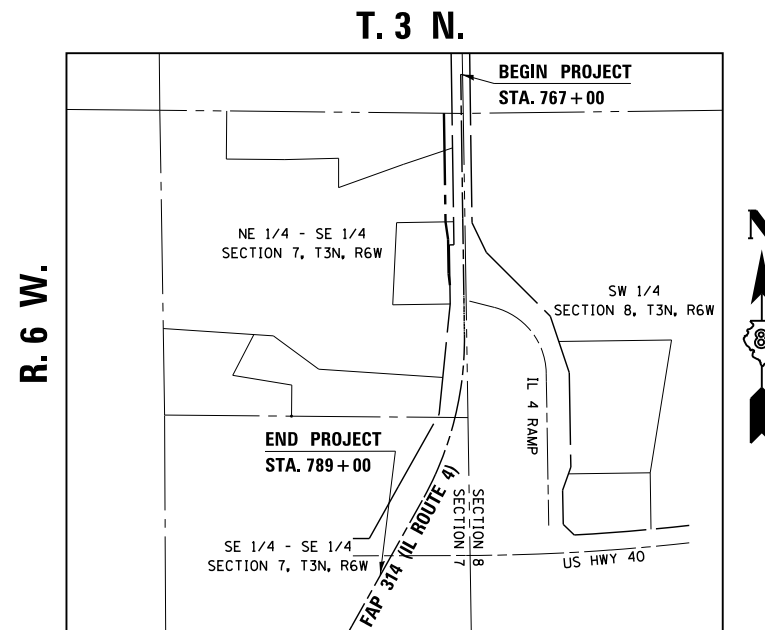 T. 3 N.
BEGIN PROJECT
STA. 767+00
R. 6 W.
NE 1/4 - SE 1/4
SECTION 7, T3N, R6W
N
SW 1/4
SECTION 8, T3N, R6W
IL 4 RAMP
END PROJECT
STA. 789+00
FAP 314 (IL ROUTE 4)
SECTION 7
SECTION 8
SE 1/4 - SE 1/4
SECTION 7, T3N, R6W
US HWY 40